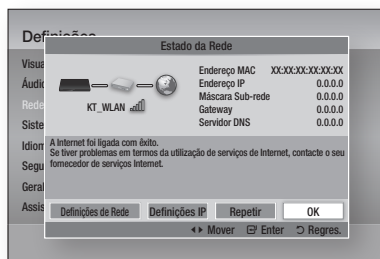 Definições
Estado da Rede
Visua
Áudic
Rede
Siste
Idiom
Segu
Geral
Assis
KT_WLAN
Endereço MAC XX:XX:XX:XX:XX:XX
Endereço IP 0.0.0.0
Máscara Sub-rede 0.0.0.0
Gateway 0.0.0.0
Servidor DNS 0.0.0.0
A Internet foi ligada com êxito.
Se tiver problemas em termos da utilização de serviços de Internet, contacte o seu
fornecedor de serviços Internet.
Definições de Rede Definições IP Repetir OK
Mover Enter Regres.